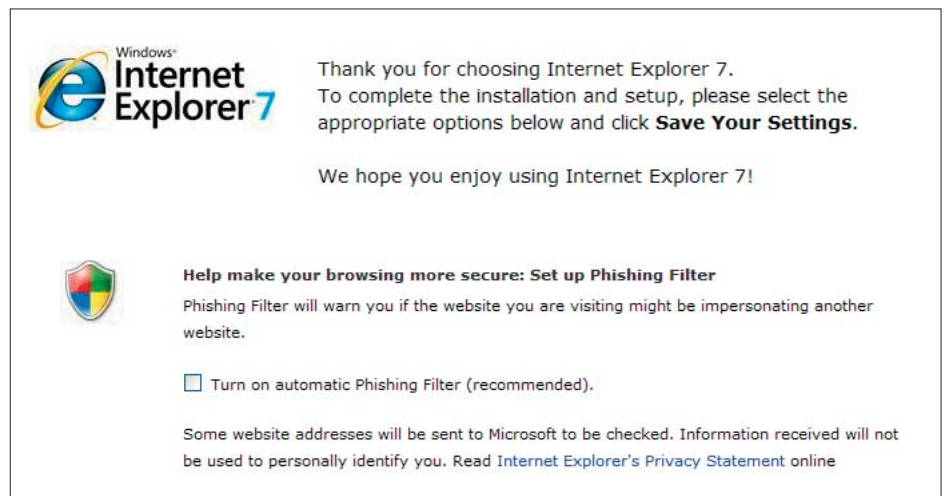 Windows®
Internet
Explorer 7
Thank you for choosing Internet Explorer 7.
To complete the installation and setup, please select the
appropriate options below and click Save Your Settings.
We hope you enjoy using Internet Explorer 7!
Help make your browsing more secure: Set up Phishing Filter
Phishing Filter will warn you if the website you are visiting might be impersonating another
website.
Turn on automatic Phishing Filter (recommended).
Some website addresses will be sent to Microsoft to be checked. Information received will not
be used to personally identify you. Read Internet Explorer's Privacy Statement online